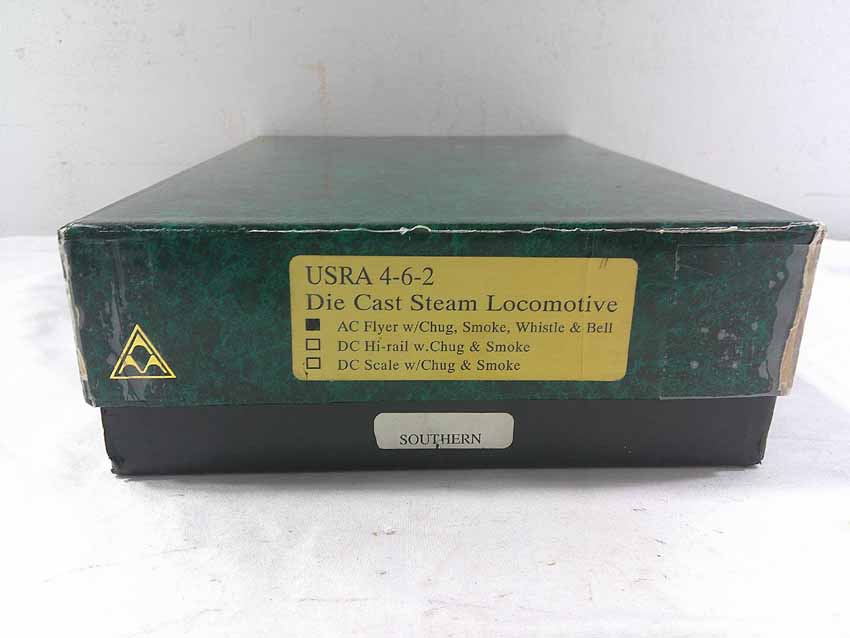 USRA 4-6-2
Die Cast Steam Locomotive
AC Flyer w/Chug, Smoke, Whistle & Bell
DC Hi-rail w.Chug & Smoke
DC Scale w/Chug & Smoke
SOUTHERN